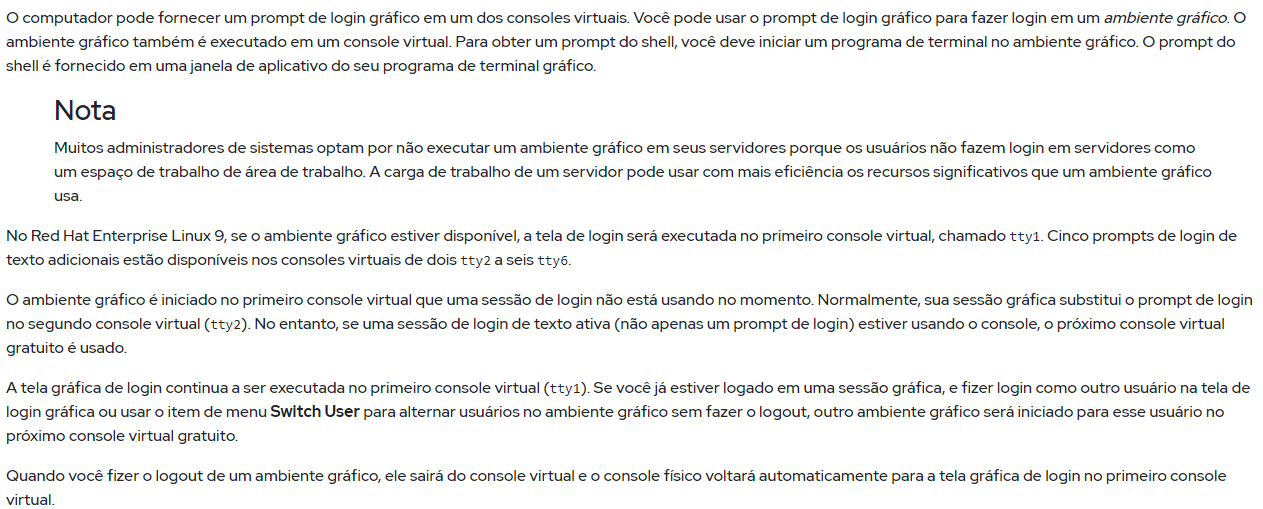 O computador pode fornecer um prompt de login gráfico em um dos consoles virtuais. Você pode usar o prompt de login gráfico para fazer login em um ambiente gráfico. O
ambiente gráfico também é executado em um console virtual. Para obter um prompt do shell, você deve iniciar um programa de terminal no ambiente gráfico. O prompt do
shell é fornecido em uma janela de aplicativo do seu programa de terminal gráfico.
Nota
Muitos administradores de sistemas optam por não executar um ambiente gráfico em seus servidores porque os usuários não fazem login em servidores como
um espaço de trabalho de área de trabalho. A carga de trabalho de um servidor pode usar com mais eficiência os recursos significativos que um ambiente gráfico
usa.
No Red Hat Enterprise Linux 9, se o ambiente gráfico estiver disponível, a tela de login será executada no primeiro console virtual, chamado tty1. Cinco prompts de login de
texto adicionais estão disponíveis nos consoles virtuais de dois tty2 a seis tty6.
O ambiente gráfico é iniciado no primeiro console virtual que uma sessão de login não está usando no momento. Normalmente, sua sessão gráfica substitui o prompt de login
no segundo console virtual (tty2). No entanto, se uma sessão de login de texto ativa (não apenas um prompt de login) estiver usando o console, o próximo console virtual
gratuito é usado.
A tela gráfica de login continua a ser executada no primeiro console virtual (tty1). Se você já estiver logado em uma sessão gráfica, e fizer login como outro usuário na tela de
login gráfica ou usar o item de menu Switch User para alternar usuários no ambiente gráfico sem fazer o logout, outro ambiente gráfico será iniciado para esse usuário no
próximo console virtual gratuito.
Quando você fizer o logout de um ambiente gráfico, ele sairá do console virtual e o console físico voltará automaticamente para a tela gráfica de login no primeiro console
virtual.